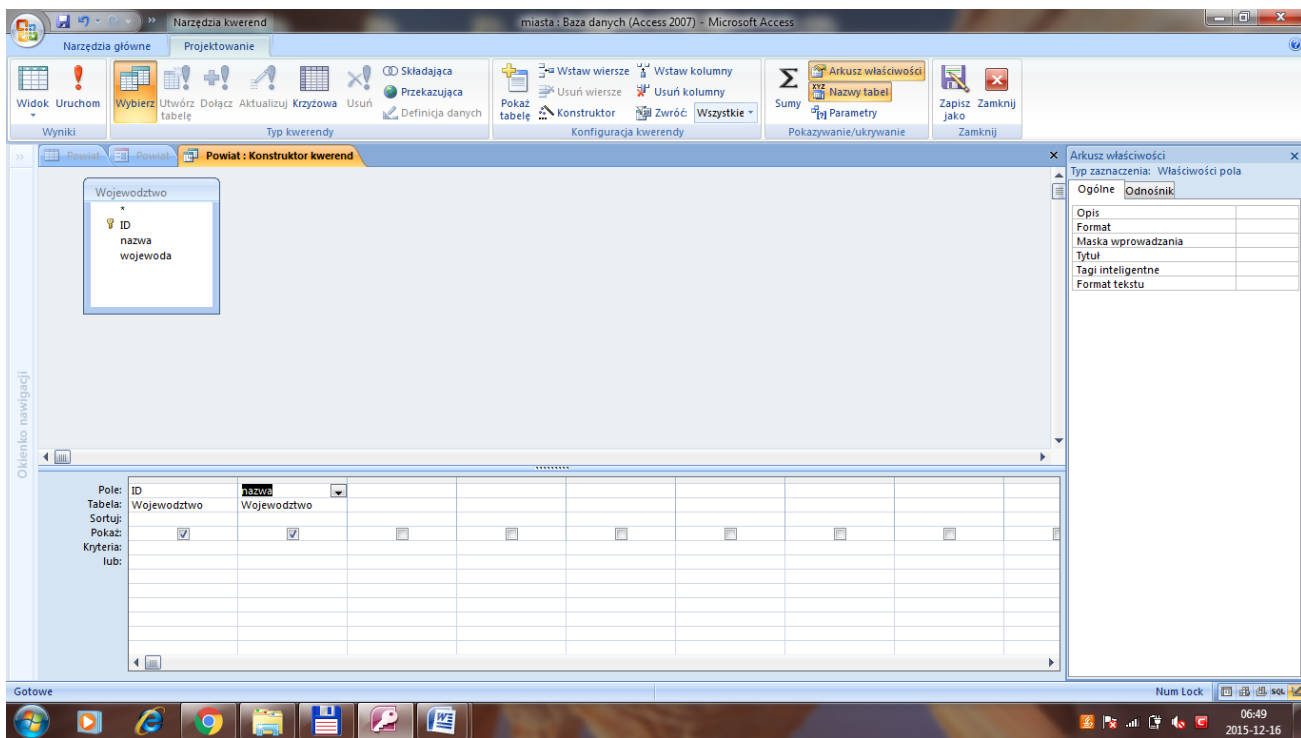 Narzędzia kwerend
miasta : Baza danych (Access 2007) - Microsoft Access
Narzędzia główne
Projektowanie
Widok
Uruchom
Wyniki
Wybierz
Utwórz tabelę
Dołącz
Aktualizuj
Krzyżowa
Usuń
Składająca
Przekazująca
Definicja danych
Typ kwerendy
Pokaż tabelę
Wstaw wiersze
Usuń wiersze
Konstruktor
Wstaw kolumny
Usuń kolumny
Zwróć: Wszystkie
Konfiguracja kwerendy
Sumy
Arkusz właściwości
Nazwy tabel
Parametry
Pokazywanie/ukrywanie
Zapisz jako
Zamknij
Zamknij
Powiat
Powiat
Powiat : Konstruktor kwerend
Okienko nawigacji
Wojewodztwo
*
ID
nazwa
wojewoda
Pole: ID nazwa
Tabela: Wojewodztwo Wojewodztwo
Sortuj:
Pokaż:
Kryteria:
lub:
Arkusz właściwości
Typ zaznaczenia: Właściwości pola
Ogólne Odnośnik
Opis
Format
Maska wprowadzania
Tytuł
Tagi inteligentne
Format tekstu
Gotowe
Num Lock
SQL
06:49
2015-12-16